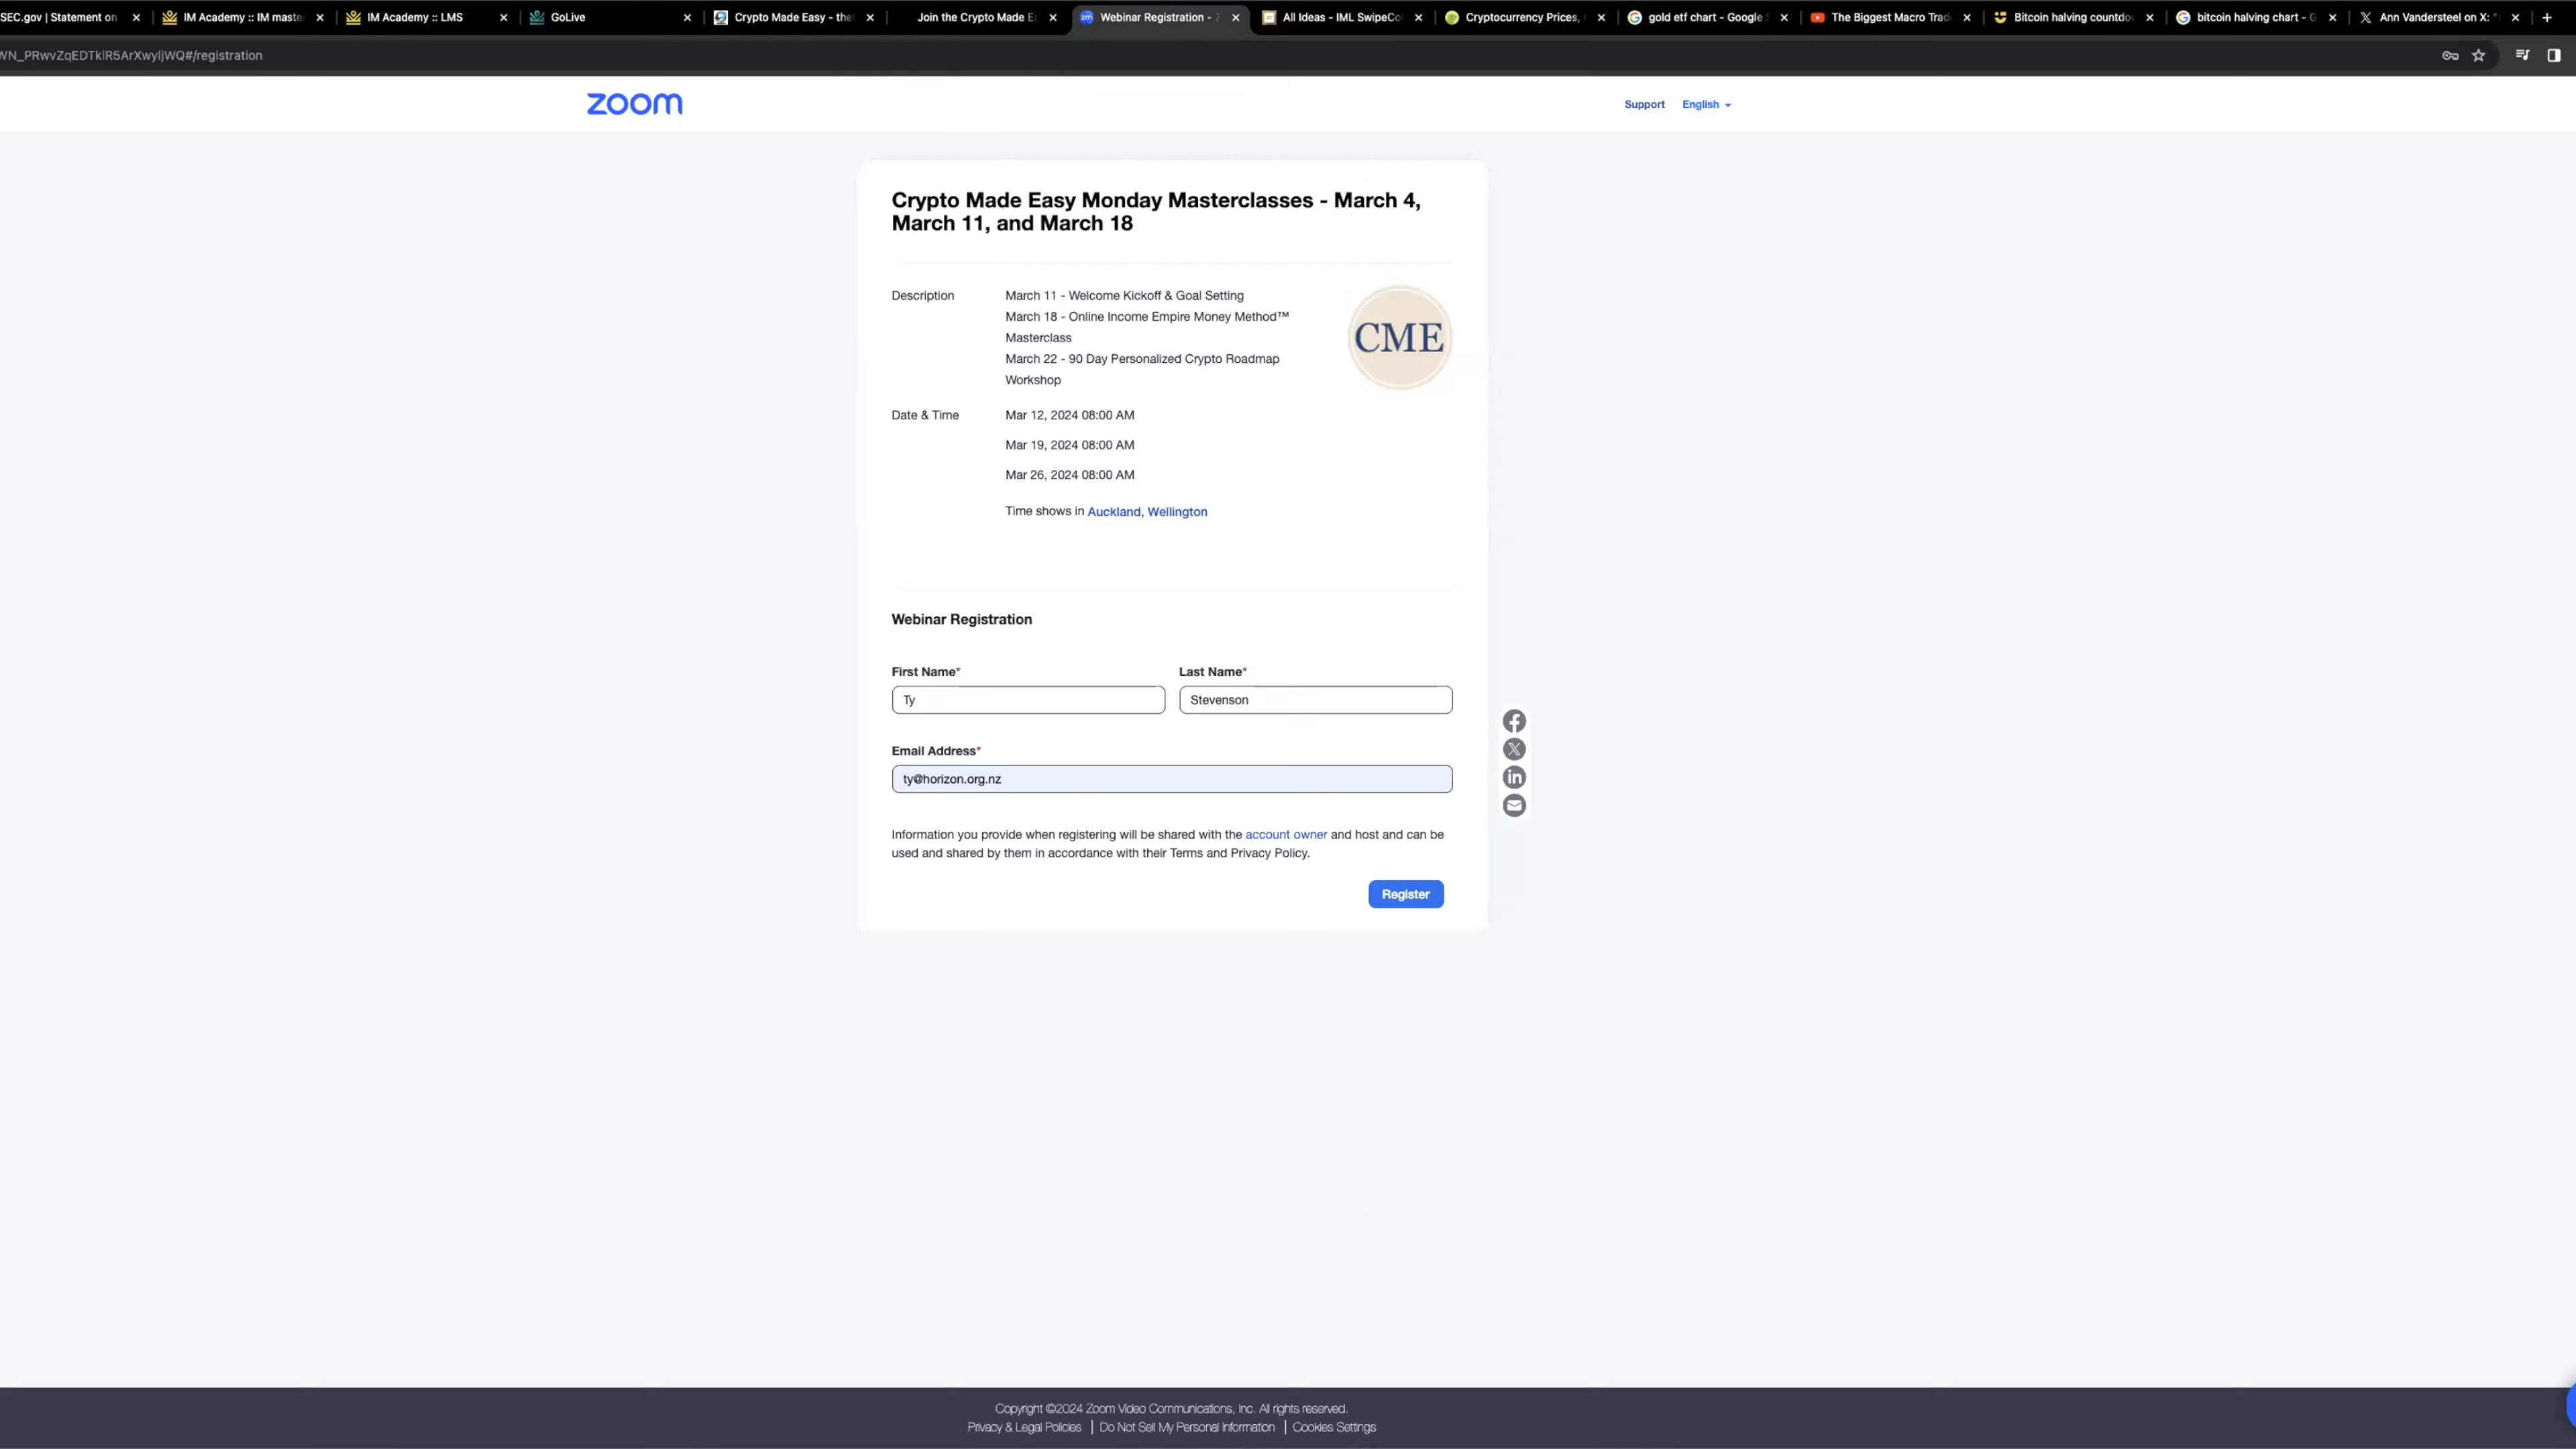 SEC.gov | Statement on
IM Academy :: IM maste
IM Academy :: LMS
GoLive
Crypto Made Easy - the
Join the Crypto Made E
Webinar Registration -
All Ideas - IML SwipeCo
Cryptocurrency Prices,
gold etf chart - Google
The Biggest Macro Trad
Bitcoin halving countdo
bitcoin halving chart - G
Ann Vandersteel on X: "
WN_PRwvZqEDTkiR5ArXwyIjWQ#/registration
zoom
Support English
Crypto Made Easy Monday Masterclasses - March 4,
March 11, and March 18
Description
March 11 - Welcome Kickoff & Goal Setting
March 18 - Online Income Empire Money Method™
Masterclass
March 22 - 90 Day Personalized Crypto Roadmap
Workshop
CME
Date & Time
Mar 12, 2024 08:00 AM
Mar 19, 2024 08:00 AM
Mar 26, 2024 08:00 AM
Time shows in Auckland, Wellington
Webinar Registration
First Name* Last Name*
Ty Stevenson
Email Address*
ty@horizon.org.nz
Information you provide when registering will be shared with the account owner and host and can be
used and shared by them in accordance with their Terms and Privacy Policy.
Register
Copyright ©2024 Zoom Video Communications, Inc. All rights reserved.
Privacy & Legal Policies | Do Not Sell My Personal Information | Cookies Settings